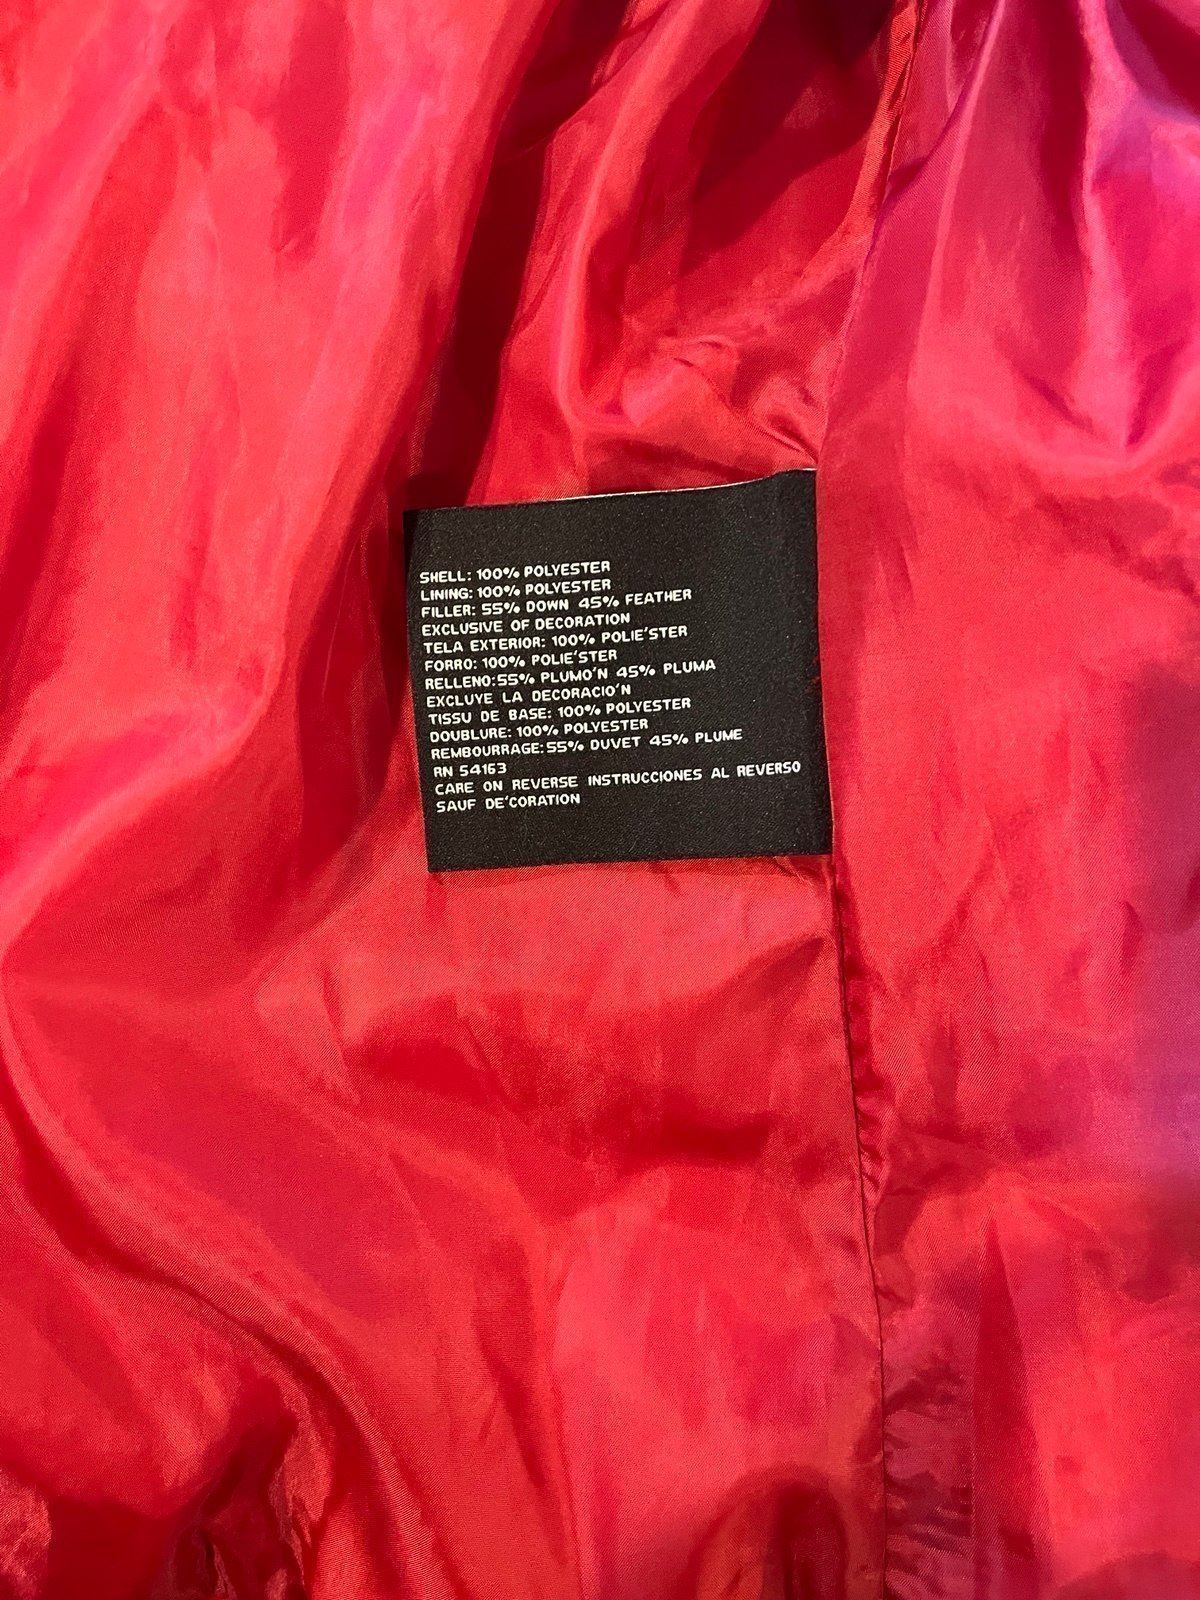 SHELL: 100% POLYESTER
LINING: 100% POLYESTER
FILLER: 55% DOWN 45% FEATHER
EXCLUSIVE OF DECORATION
TELA EXTERIOR: 100% POLIE'STER
FORRO: 100% POLIE'STER
RELLENO:55% PLUMO'N 45% PLUMA
EXCLUYE LA DECORACIO'N
TISSU DE BASE: 100% POLYESTER
DOUBLURE: 100% POLYESTER
REMBOURRAGE:55% DUVET 45% PLUME
RN 54163
CARE ON REVERSE INSTRUCCIONES AL REVERSO
SAUF DE'CORATION